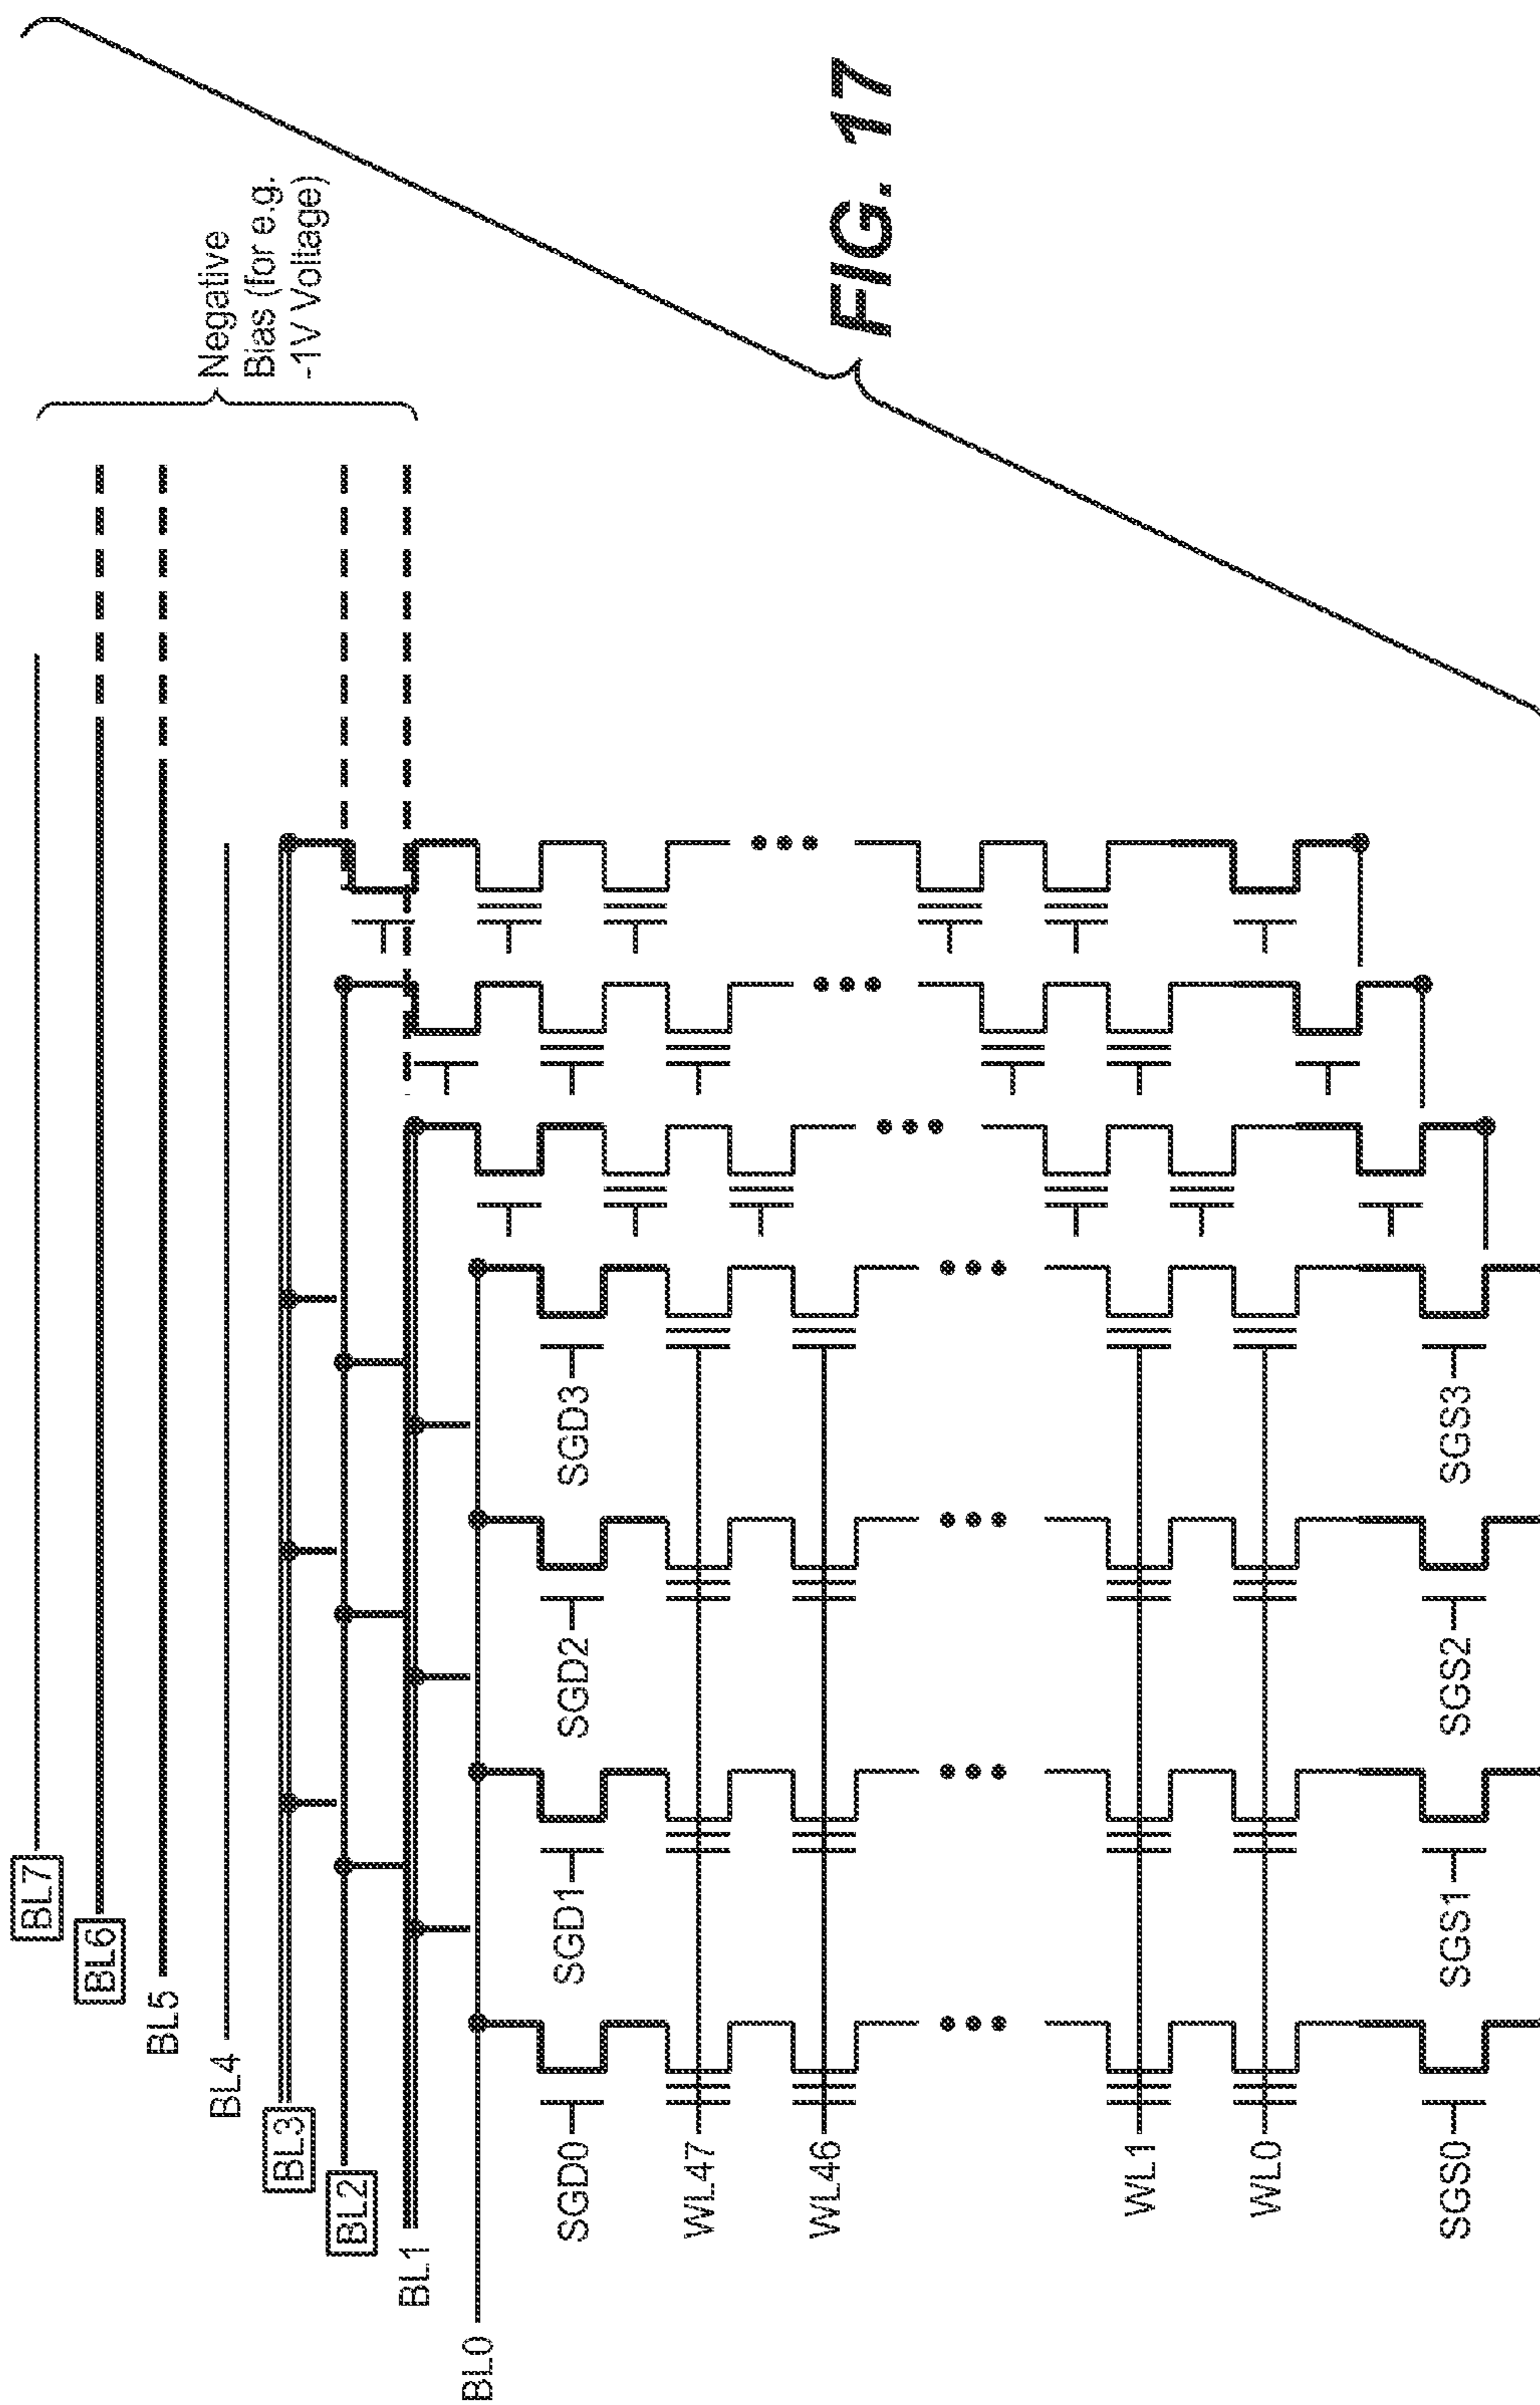 BL7
BL6
BL5
BL4
BL3
BL2
BL1
BL0
Negative
Bias (for e.g.
-1V Voltage)
SGD0
SGD1
SGD2
SGD3
WL47
WL46
WL1
WL0
SGS0
SGS1
SGS2
SGS3
FIG. 17